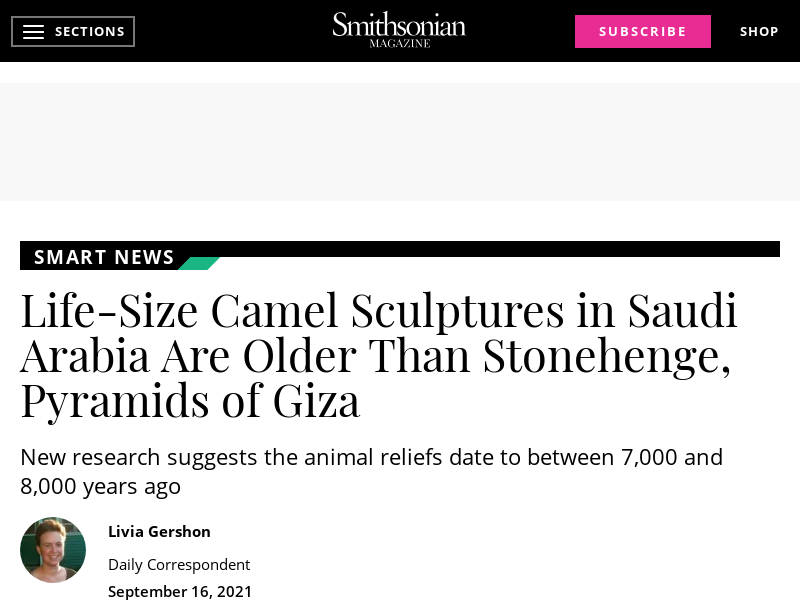 SECTIONS
Smithsonian
MAGAZINE
SUBSCRIBE
SHOP
SMART NEWS
Life-Size Camel Sculptures in Saudi
Arabia Are Older Than Stonehenge,
Pyramids of Giza
New research suggests the animal reliefs date to between 7,000 and
8,000 years ago
Livia Gershon
Daily Correspondent
September 16, 2021